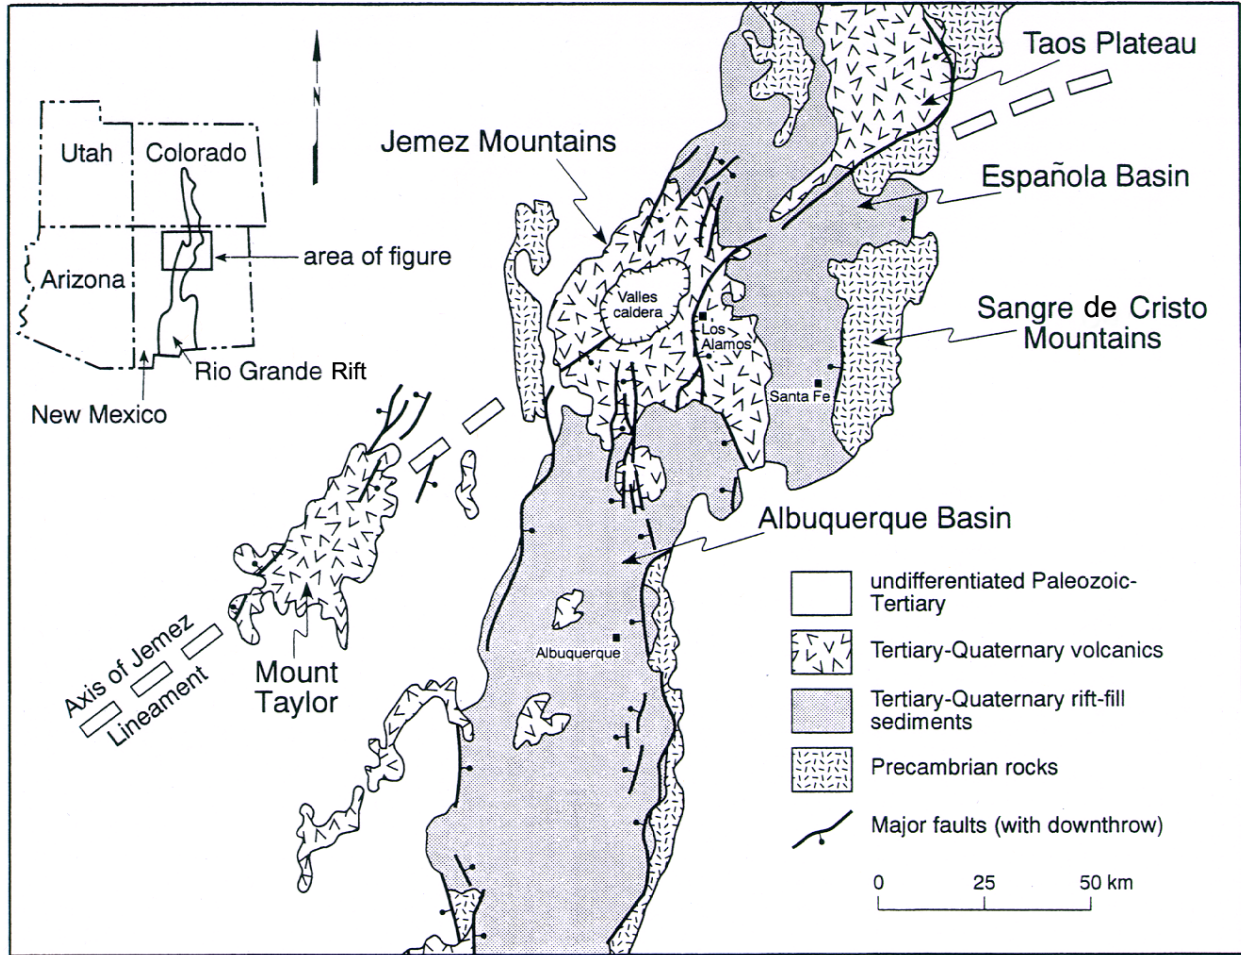 N
Utah
Colorado
Arizona
area of figure
Rio Grande Rift
New Mexico
Taos Plateau
Jemez Mountains
Española Basin
Valles
caldera
Los
Alamos
Sangre de Cristo
Mountains
Santa Fe
Albuquerque Basin
Albuquerque
Axis of Jemez
Lineament
Mount
Taylor
undifferentiated Paleozoic-
Tertiary
Tertiary-Quaternary volcanics
Tertiary-Quaternary rift-fill
sediments
Precambrian rocks
Major faults (with downthrow)
0 25 50 km